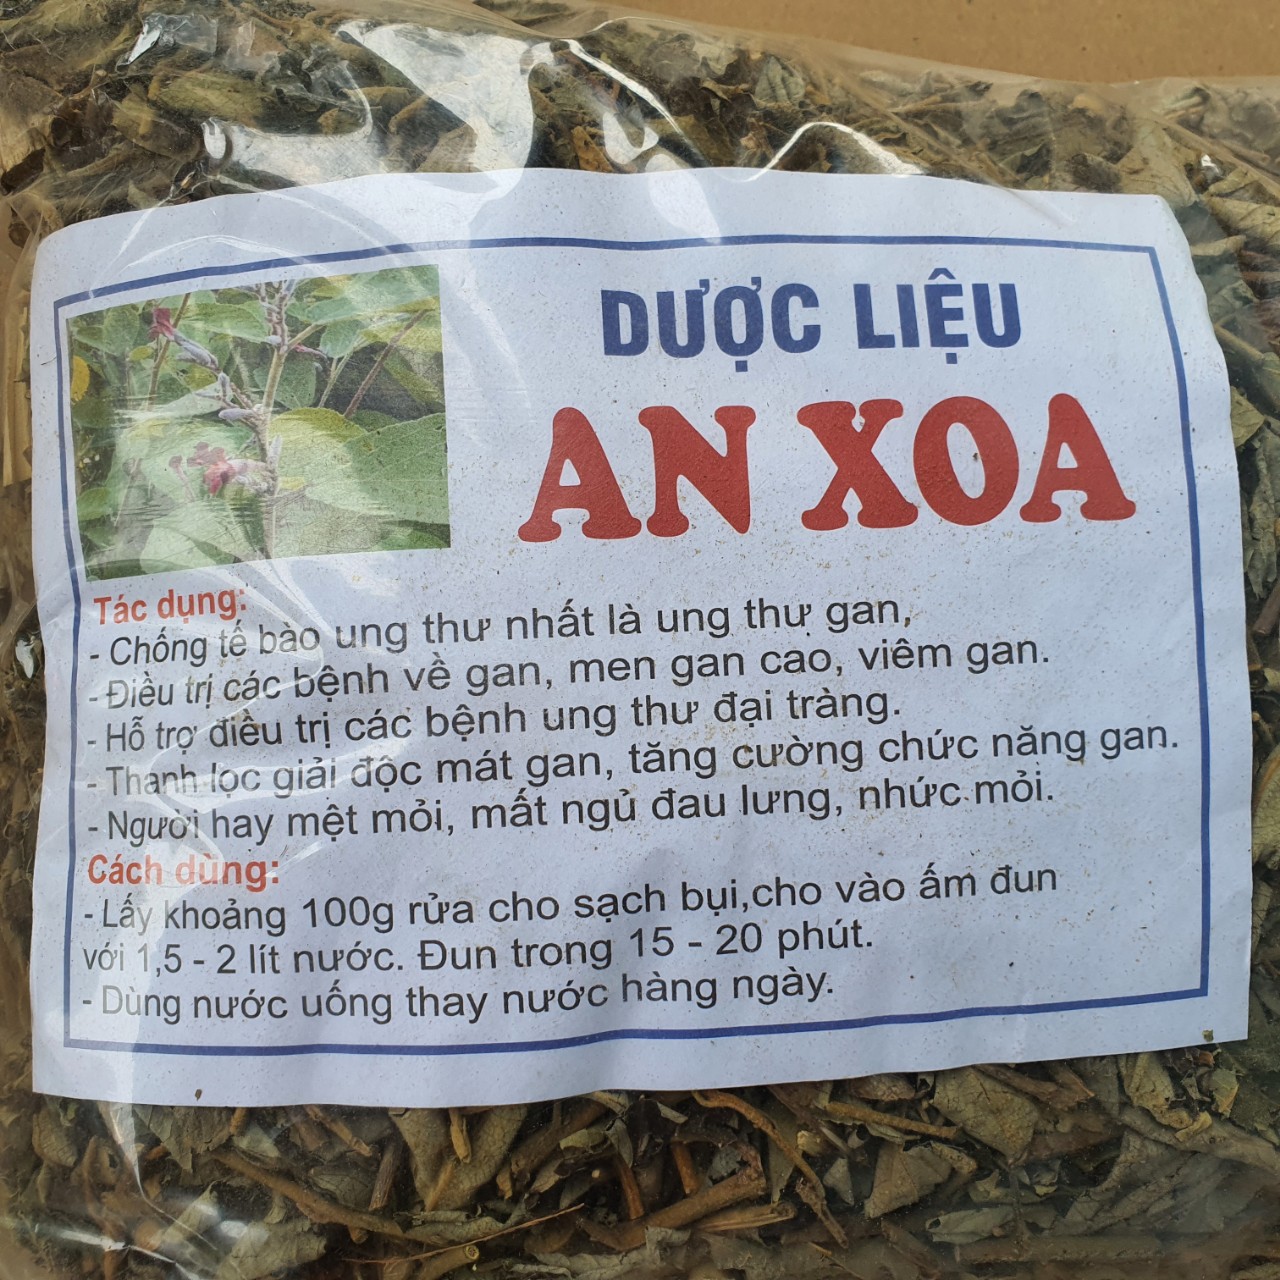 DƯỢC LIỆU
AN XOA
Tác dụng:
- Chống tế bào ung thư nhất là ung thư gan,
- Điều trị các bệnh về gan, men gan cao, viêm gan.
- Hỗ trợ điều trị các bệnh ung thư đại tràng.
- Thanh lọc giải độc mát gan, tăng cường chức năng gan.
- Người hay mệt mỏi, mất ngủ đau lưng, nhức mỏi.
Cách dùng:
- Lấy khoảng 100g rửa cho sạch bụi,cho vào ấm đun
với 1,5 - 2 lít nước. Đun trong 15 - 20 phút.
- Dùng nước uống thay nước hàng ngày.